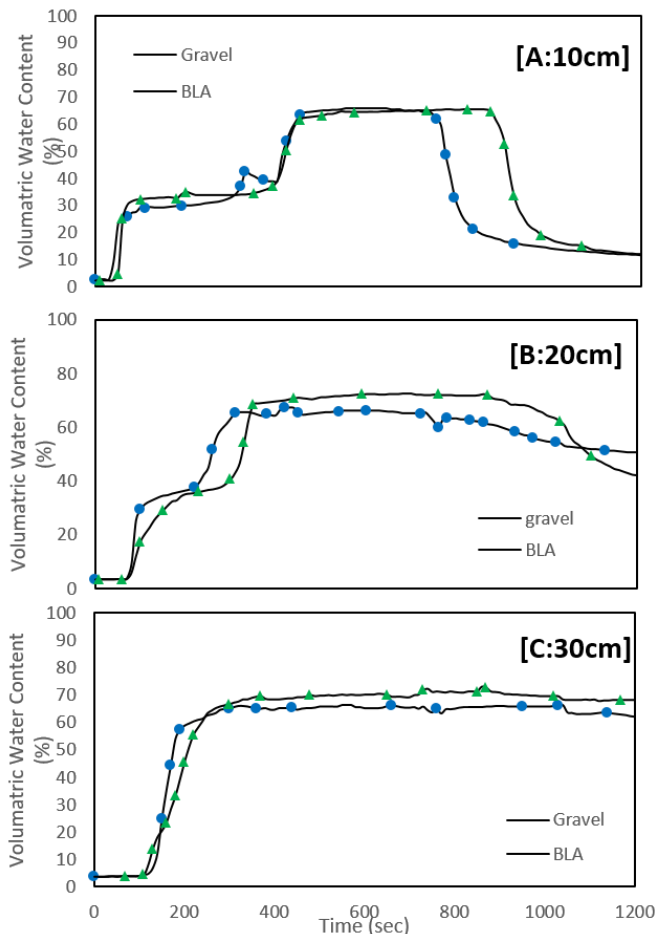 100
90
80
70
60
50
40
30
20
10
0
Volumatric Water Content
(%)
Gravel
BLA
[A:10cm]
100
80
60
40
20
0
Volumatric Water Content
(%)
[B:20cm]
gravel
BLA
100
90
80
70
60
50
40
30
20
10
0
Volumatric Water Content
(%)
[C:30cm]
Gravel
BLA
0 200 400 600 800 1000 1200
Time (sec)